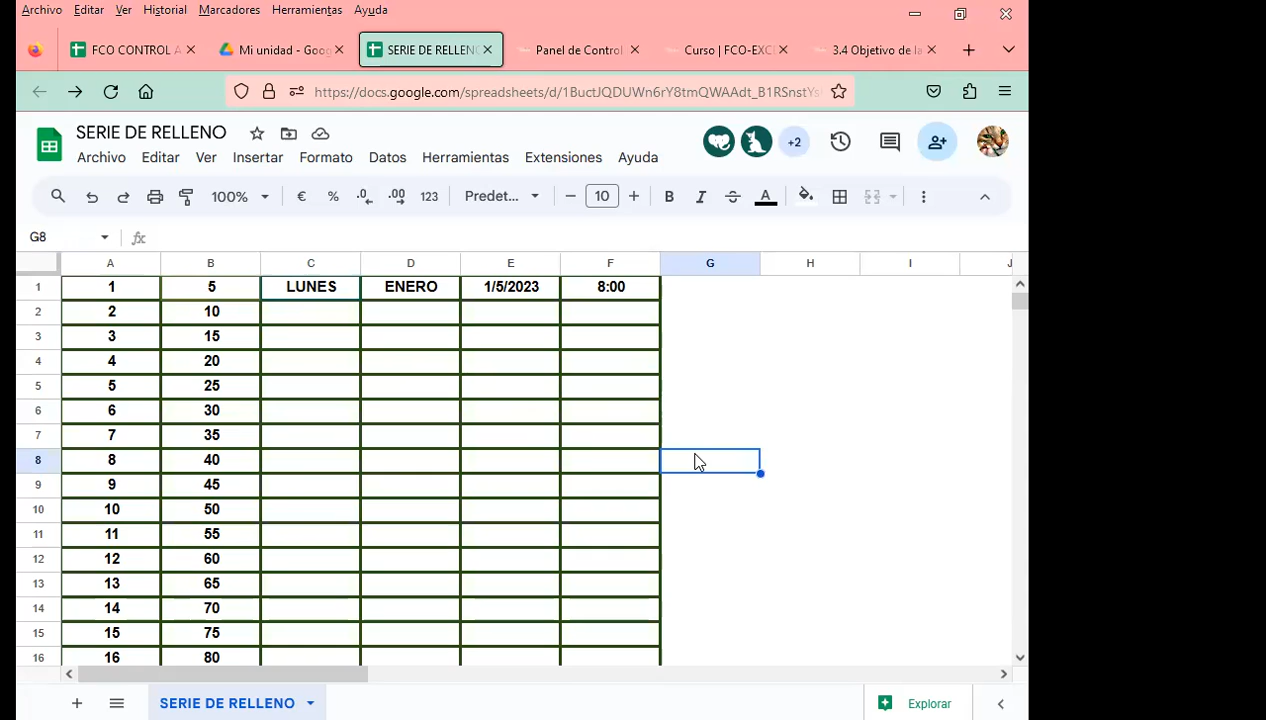 Archivo Editar Ver Historial Marcadores Herramientas Ayuda
FCO CONTROL A Mi unidad - Goo SERIE DE RELLENO Panel de Control Curso | FCO-EXC 3.4 Objetivo de la
https://docs.google.com/spreadsheets/d/1BuctJQDUWn6rY8tmQWAAdt_B1RSnstYs
SERIE DE RELLENO
+2
Archivo Editar Ver Insertar Formato Datos Herramientas Extensiones Ayuda
100% € % .0 .00 123 Predet... − 10 + B I S A
G8 fx
A B C D E F G H I J
1 1 5 LUNES ENERO 1/5/2023 8:00
2 2 10
3 3 15
4 4 20
5 5 25
6 6 30
7 7 35
8 8 40
9 9 45
10 10 50
11 11 55
12 12 60
13 13 65
14 14 70
15 15 75
16 16 80
+ SERIE DE RELLENO Explorar